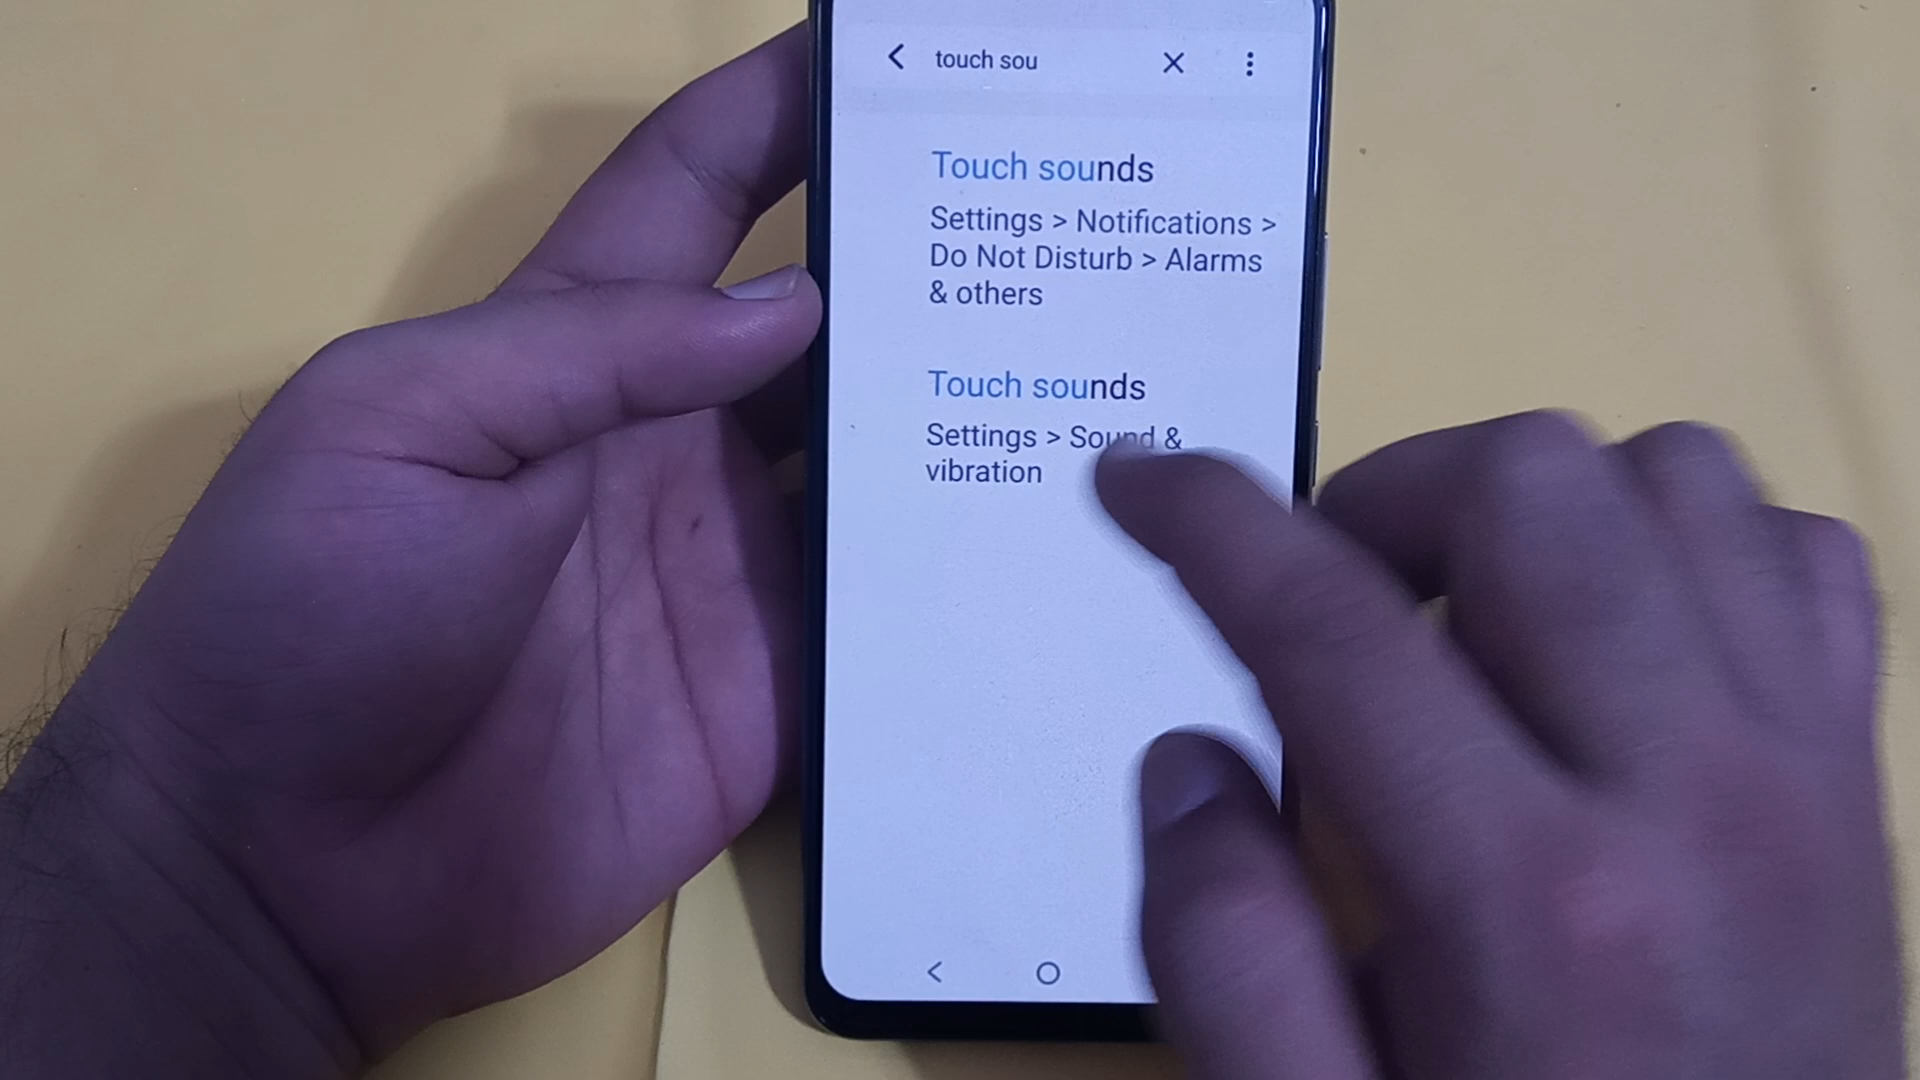 touch sou
Touch sounds
Settings > Notifications >
Do Not Disturb > Alarms
& others
Touch sounds
Settings > Sound &
vibration